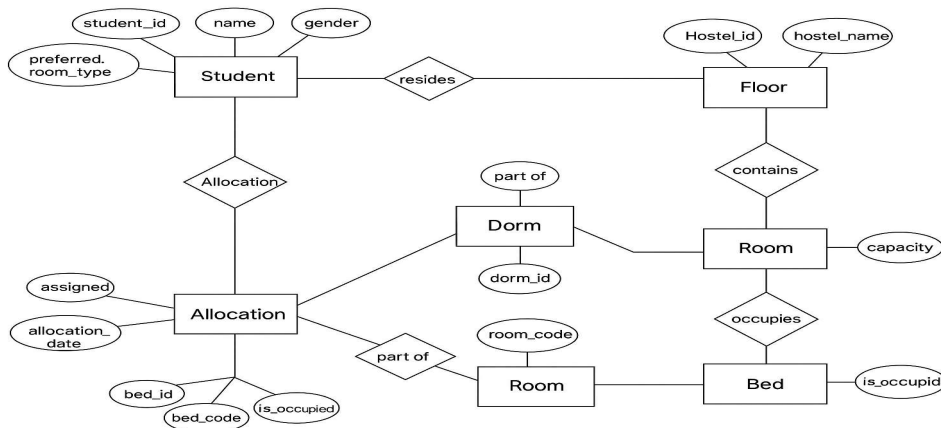 student_id
name
gender
Hostel_id
hostel_name
preferred.
room_type
Student
resides
Floor
Allocation
part of
contains
Dorm
Room
capacity
assigned
dorm_id
Allocation
allocation_
date
room_code
occupies
part of
Room
Bed
is_occupid
bed_id
bed_code
is_occupied